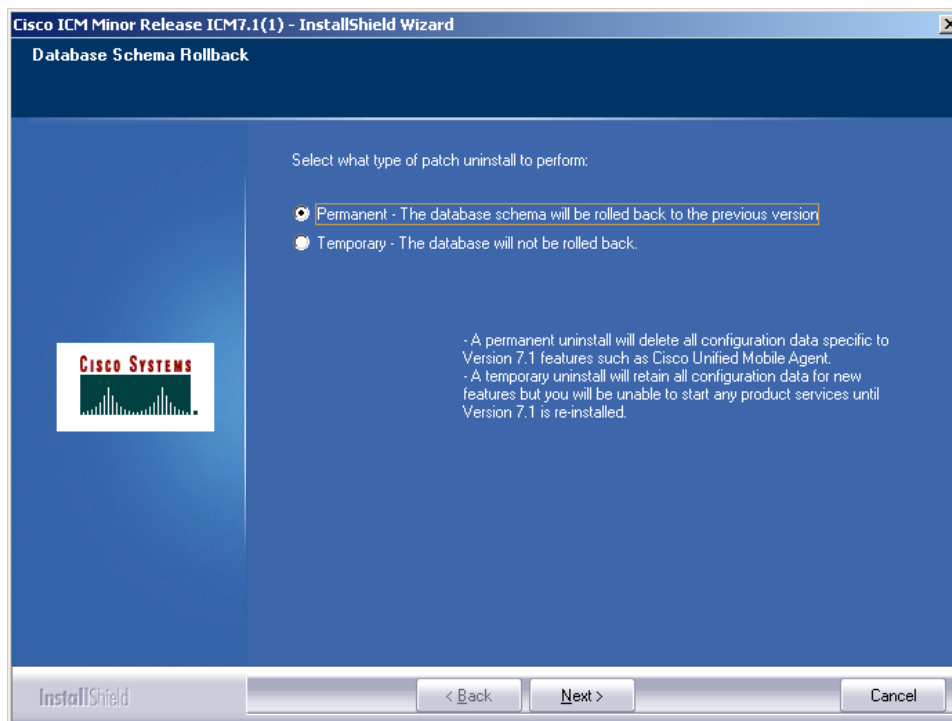 Cisco ICM Minor Release ICM7.1(1) - InstallShield Wizard
Database Schema Rollback
Select what type of patch uninstall to perform:
Permanent - The database schema will be rolled back to the previous version
Temporary - The database will not be rolled back.
- A permanent uninstall will delete all configuration data specific to
Version 7.1 features such as Cisco Unified Mobile Agent.
- A temporary uninstall will retain all configuration data for new
features but you will be unable to start any product services until
Version 7.1 is re-installed.
CISCO SYSTEMS
InstallShield
< Back
Next >
Cancel